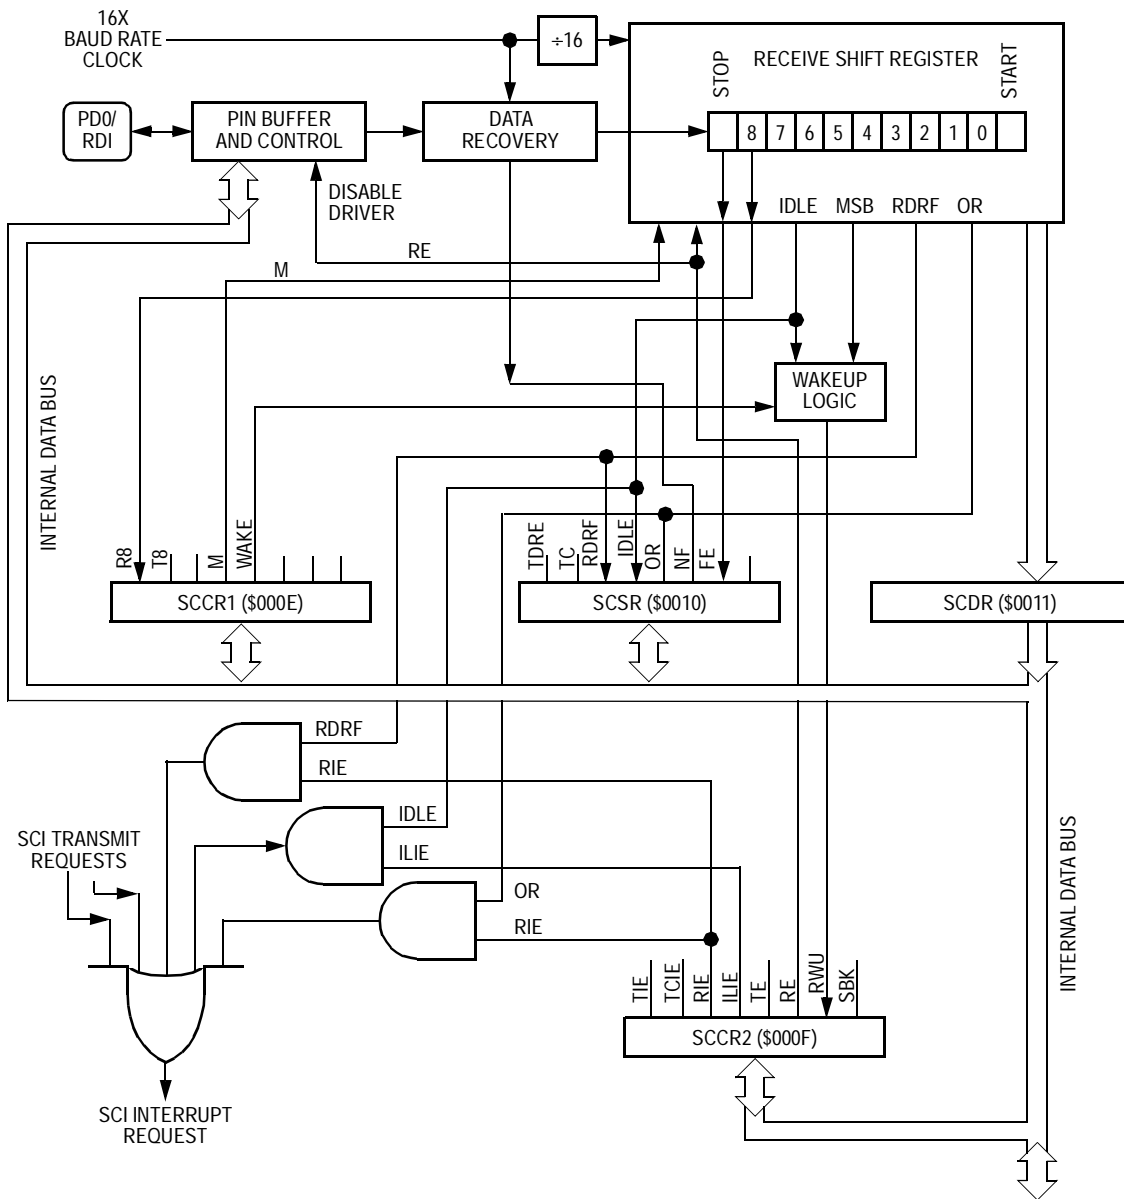 16X
BAUD RATE
CLOCK
÷16
RECEIVE SHIFT REGISTER
STOP
START
PD0/
RDI
PIN BUFFER
AND CONTROL
DATA
RECOVERY
8 7 6 5 4 3 2 1 0
DISABLE
DRIVER
IDLE MSB RDRF OR
RE
M
INTERNAL DATA BUS
WAKEUP
LOGIC
R8
T8
M
WAKE
TDRE
TC
RDRF
IDLE
OR
NF
FE
SCCR1 ($000E)
SCSR ($0010)
SCDR ($0011)
RDRF
RIE
IDLE
ILIE
OR
RIE
SCI TRANSMIT
REQUESTS
INTERNAL DATA BUS
TIE
TCIE
RIE
ILIE
TE
RE
RWU
SBK
SCCR2 ($000F)
SCI INTERRUPT
REQUEST